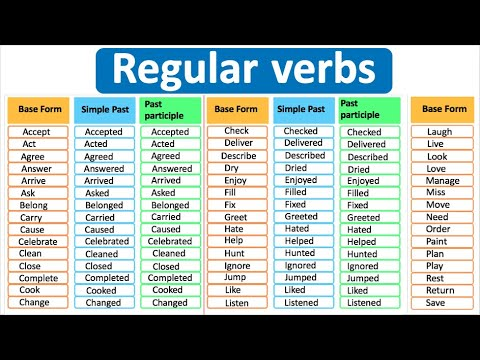 Regular verbs
Base Form Simple Past Past participle Base Form Simple Past Past participle Base Form
Accept Accepted Accepted Check Checked Checked Laugh
Act Acted Acted Deliver Delivered Delivered Live
Agree Agreed Agreed Describe Described Described Look
Answer Answered Answered Dry Dried Dried Love
Arrive Arrived Arrived Enjoy Enjoyed Enjoyed Manage
Ask Asked Asked Fill Filled Filled Miss
Belong Belonged Belonged Fix Fixed Fixed Move
Carry Carried Carried Greet Greeted Greeted Need
Cause Caused Caused Hate Hated Hated Order
Celebrate Celebrated Celebrated Help Helped Helped Paint
Clean Cleaned Cleaned Hunt Hunted Hunted Plan
Close Closed Closed Ignore Ignored Ignored Play
Complete Completed Completed Jump Jumped Jumped Rest
Cook Cooked Cooked Like Liked Liked Return
Change Changed Changed Listen Listened Listened Save